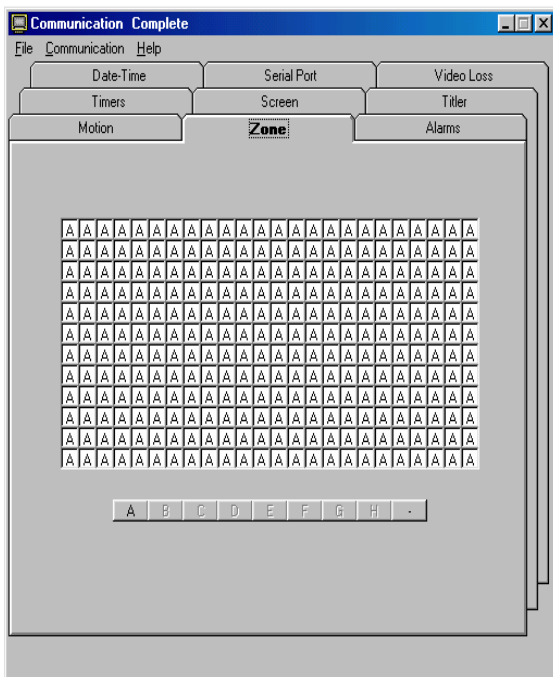 Communication Complete
File Communication Help
Date-Time Serial Port Video Loss
Timers Screen Titler
Motion Zone Alarms
A A A A A A A A A A A A A A A A A A A A A A A A
A A A A A A A A A A A A A A A A A A A A A A A A
A A A A A A A A A A A A A A A A A A A A A A A A
A A A A A A A A A A A A A A A A A A A A A A A A
A A A A A A A A A A A A A A A A A A A A A A A A
A A A A A A A A A A A A A A A A A A A A A A A A
A A A A A A A A A A A A A A A A A A A A A A A A
A A A A A A A A A A A A A A A A A A A A A A A A
A A A A A A A A A A A A A A A A A A A A A A A A
A A A A A A A A A A A A A A A A A A A A A A A A
A A A A A A A A A A A A A A A A A A A A A A A A
A A A A A A A A A A A A A A A A A A A A A A A A
A B C D E F G H .